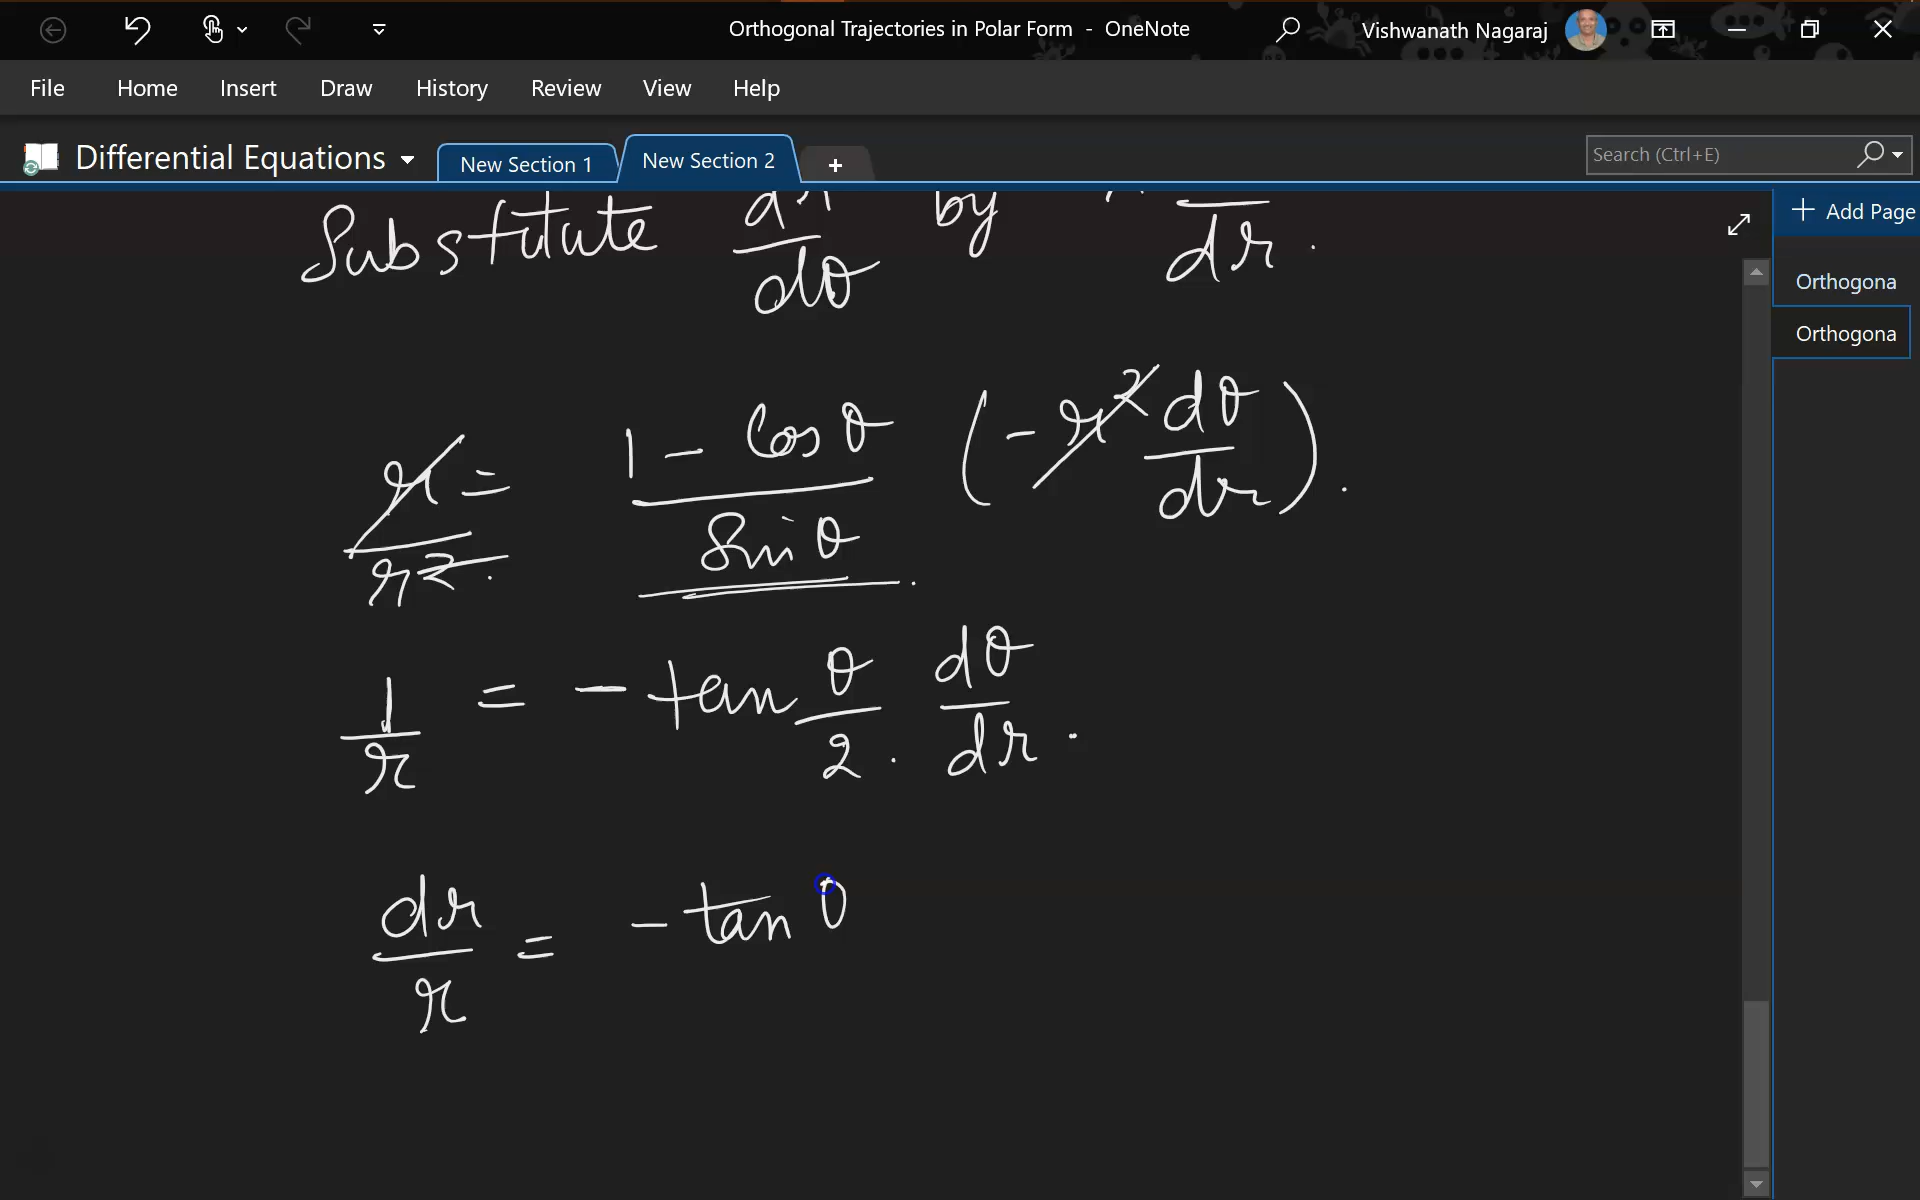 Orthogonal Trajectories in Polar Form - OneNote
Vishwanath Nagaraj
File Home Insert Draw History Review View Help
Differential Equations
New Section 1
New Section 2
+
Search (Ctrl+E)
+ Add Page
Orthogona
Orthogona
Substitute dr/dθ by dr.
r/r² = (1 - Cos θ)/(Sin θ) (-r² dθ/dr).
1/r = - tan θ/2 . dθ/dr .
dr/r = - tan θ